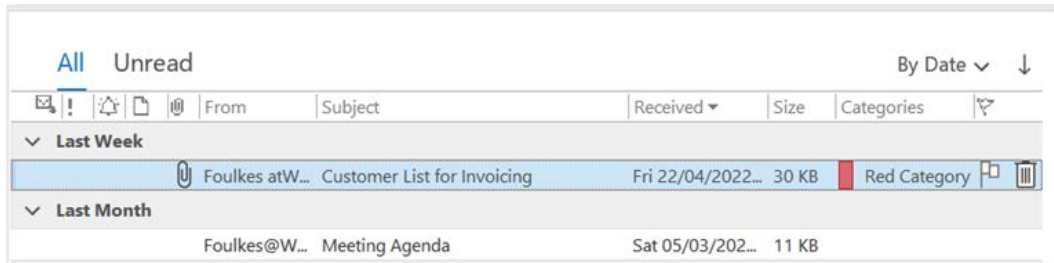 All Unread By Date
! From Subject Received Size Categories
Last Week
Foulkes atW... Customer List for Invoicing Fri 22/04/2022... 30 KB Red Category
Last Month
Foulkes@W... Meeting Agenda Sat 05/03/202... 11 KB